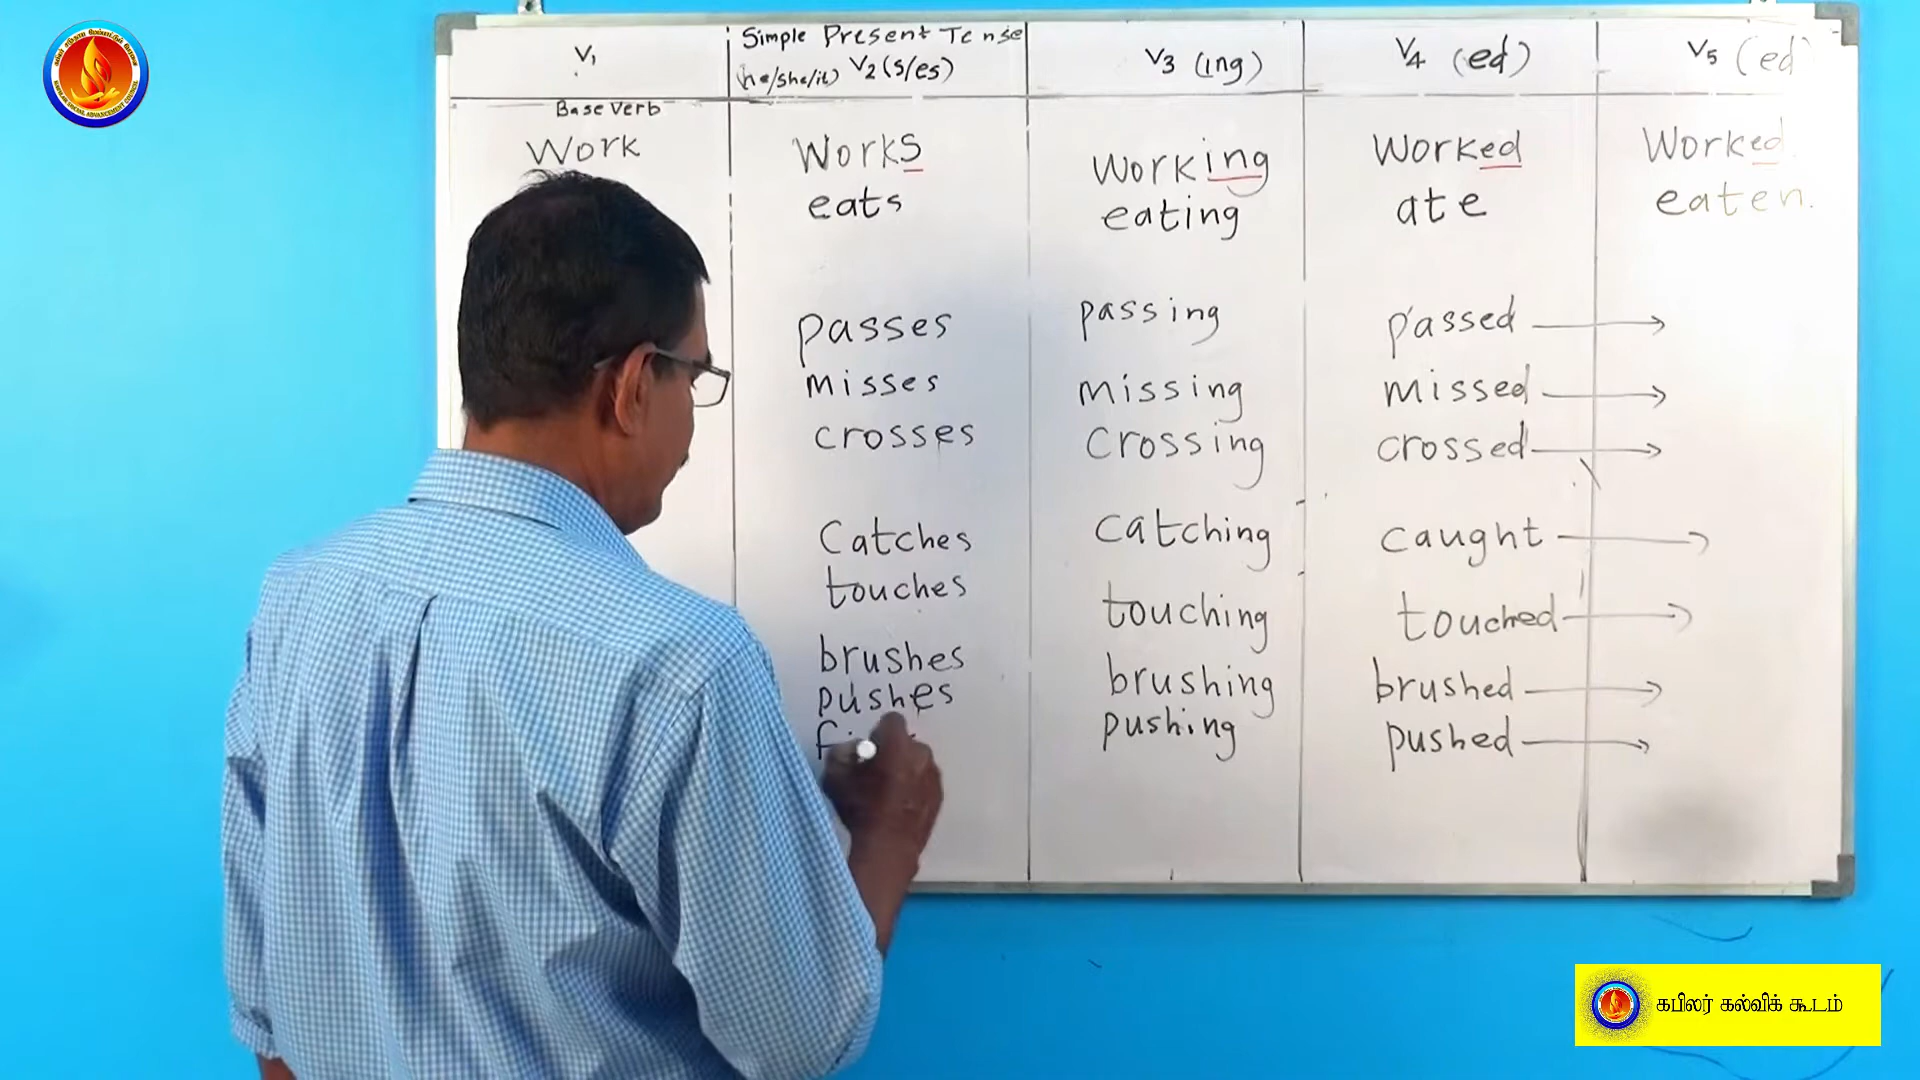 V1
Simple Present Tense
(he/she/it) V2 (s/es)
V3 (ing)
V4 (ed)
V5 (ed)
Base Verb
Work
Works
Working
Worked
Worked.
eats
eating
ate
eaten.
passes
passing
passed
misses
missing
missed
crosses
crossing
crossed
Catches
catching
caught
touches
touching
touched
brushes
brushing
brushed
pushes
pushing
pushed
கபிலர் கல்விக் கூடம்